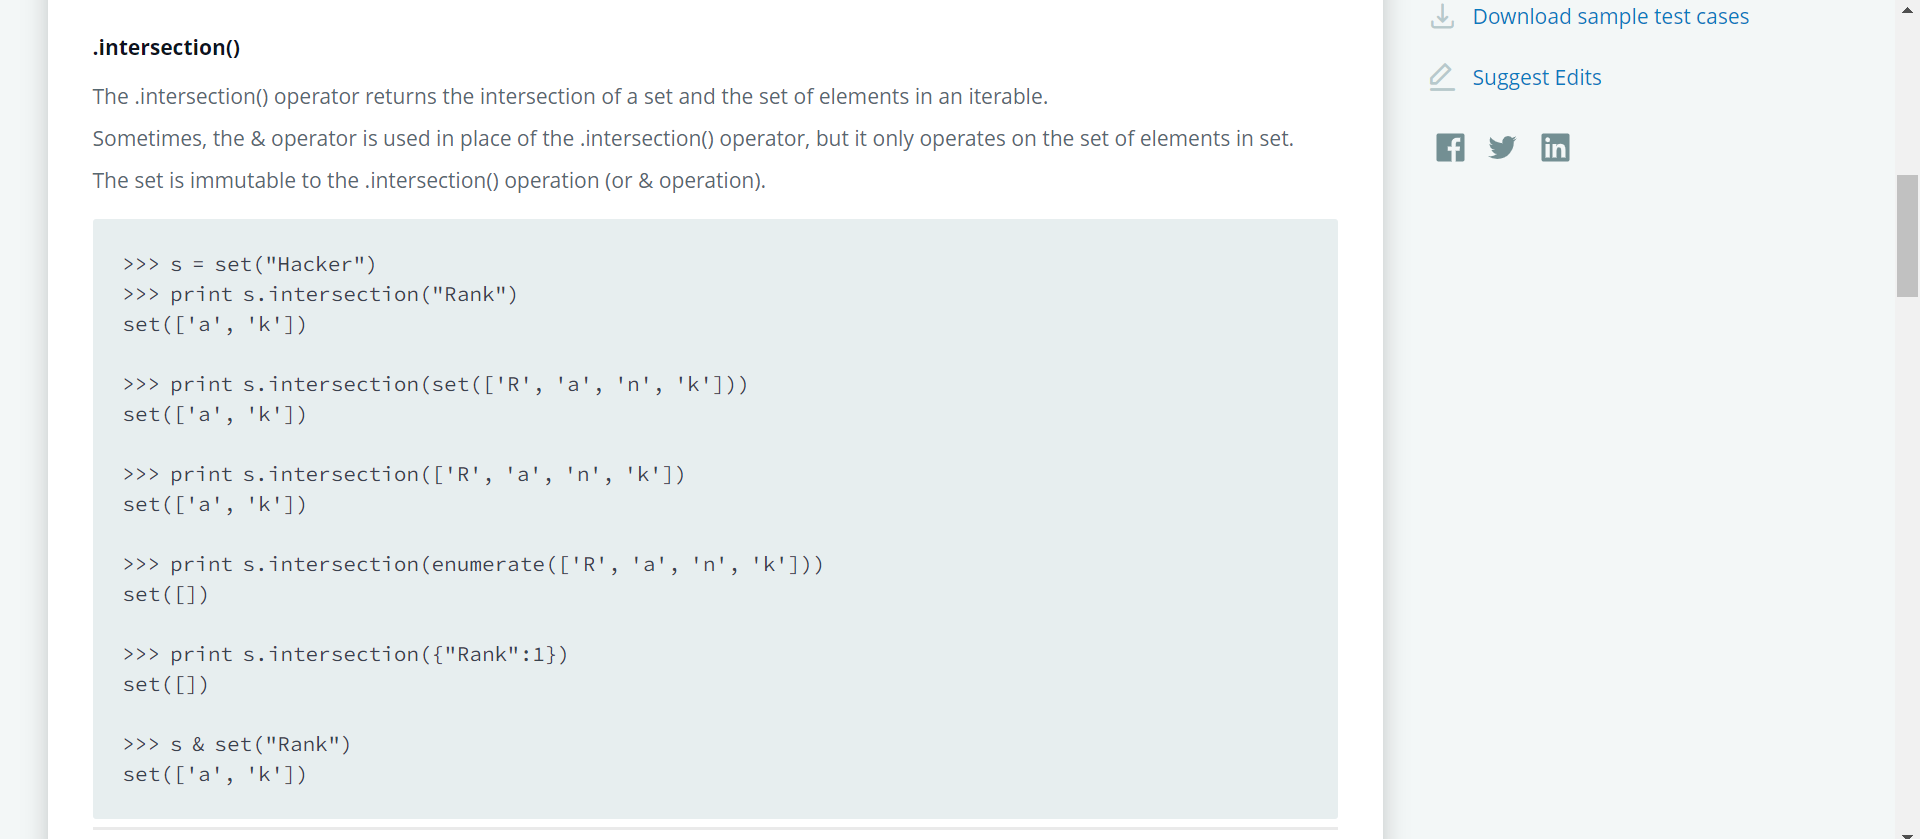 .intersection()
The .intersection() operator returns the intersection of a set and the set of elements in an iterable.
Sometimes, the & operator is used in place of the .intersection() operator, but it only operates on the set of elements in set.
The set is immutable to the .intersection() operation (or & operation).
>>> s = set("Hacker")
>>> print s.intersection("Rank")
set(['a', 'k'])
>>> print s.intersection(set(['R', 'a', 'n', 'k']))
set(['a', 'k'])
>>> print s.intersection(['R', 'a', 'n', 'k'])
set(['a', 'k'])
>>> print s.intersection(enumerate(['R', 'a', 'n', 'k']))
set([])
>>> print s.intersection({"Rank":1})
set([])
>>> s & set("Rank")
set(['a', 'k'])
Download sample test cases
Suggest Edits